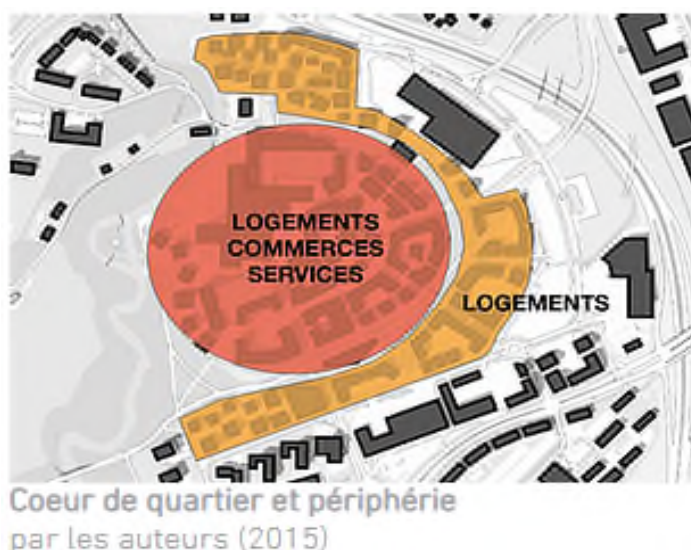 LOGEMENTS
COMMERCES
SERVICES
LOGEMENTS
Coeur de quartier et périphérie
par les auteurs (2015)